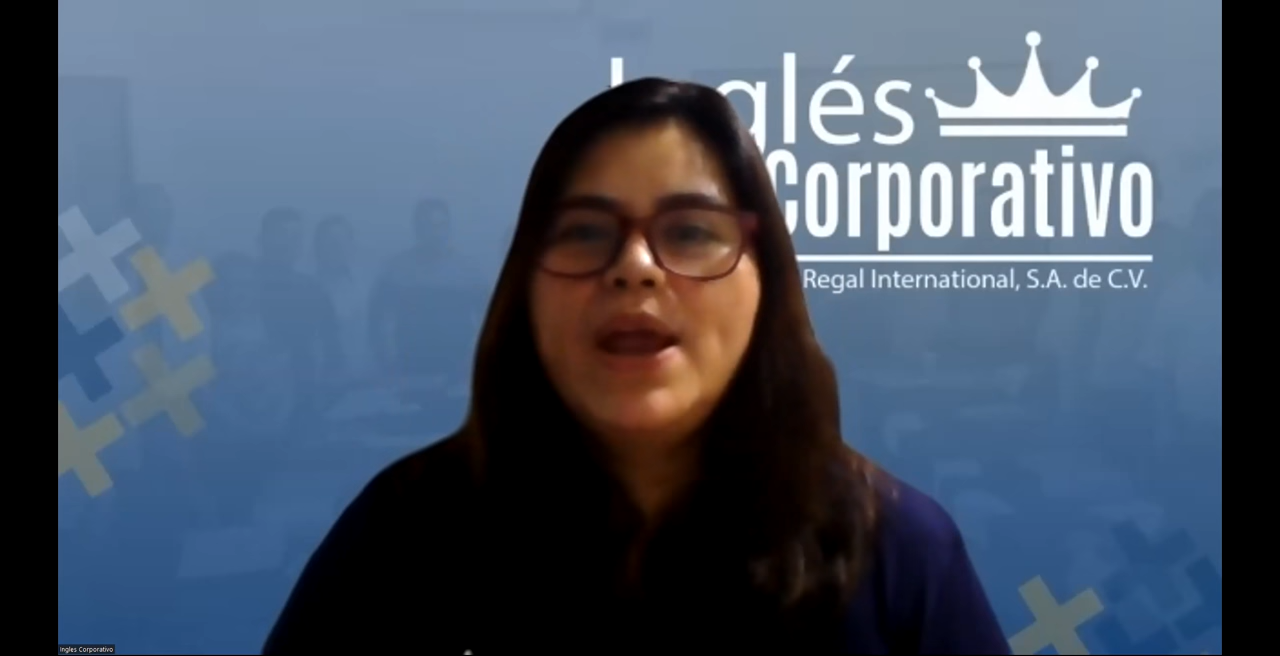 Inglés
Corporativo
Regal International, S.A. de C.V.
Ingles Corporativo